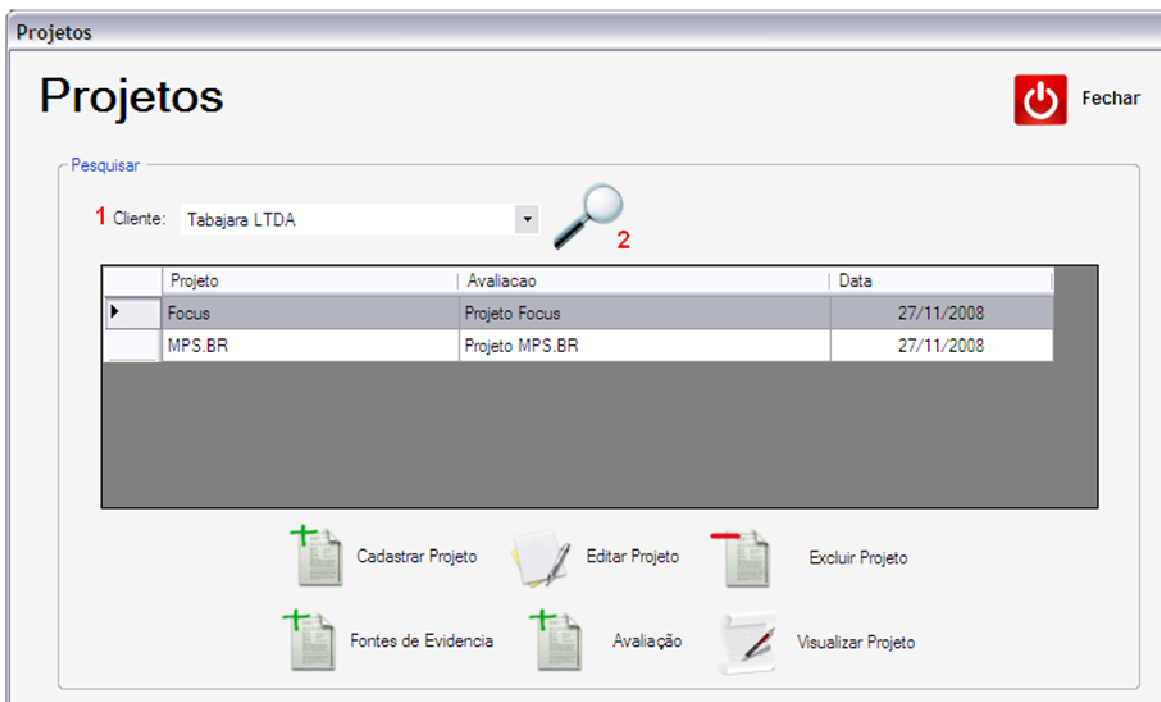 Projetos
Projetos
Fechar
Pesquisar
1 Cliente: Tabajara LTDA
2
Projeto Avaliacao Data
Focus Projeto Focus 27/11/2008
MPS.BR Projeto MPS.BR 27/11/2008
Cadastrar Projeto Editar Projeto Excluir Projeto
Fontes de Evidencia Avaliação Visualizar Projeto